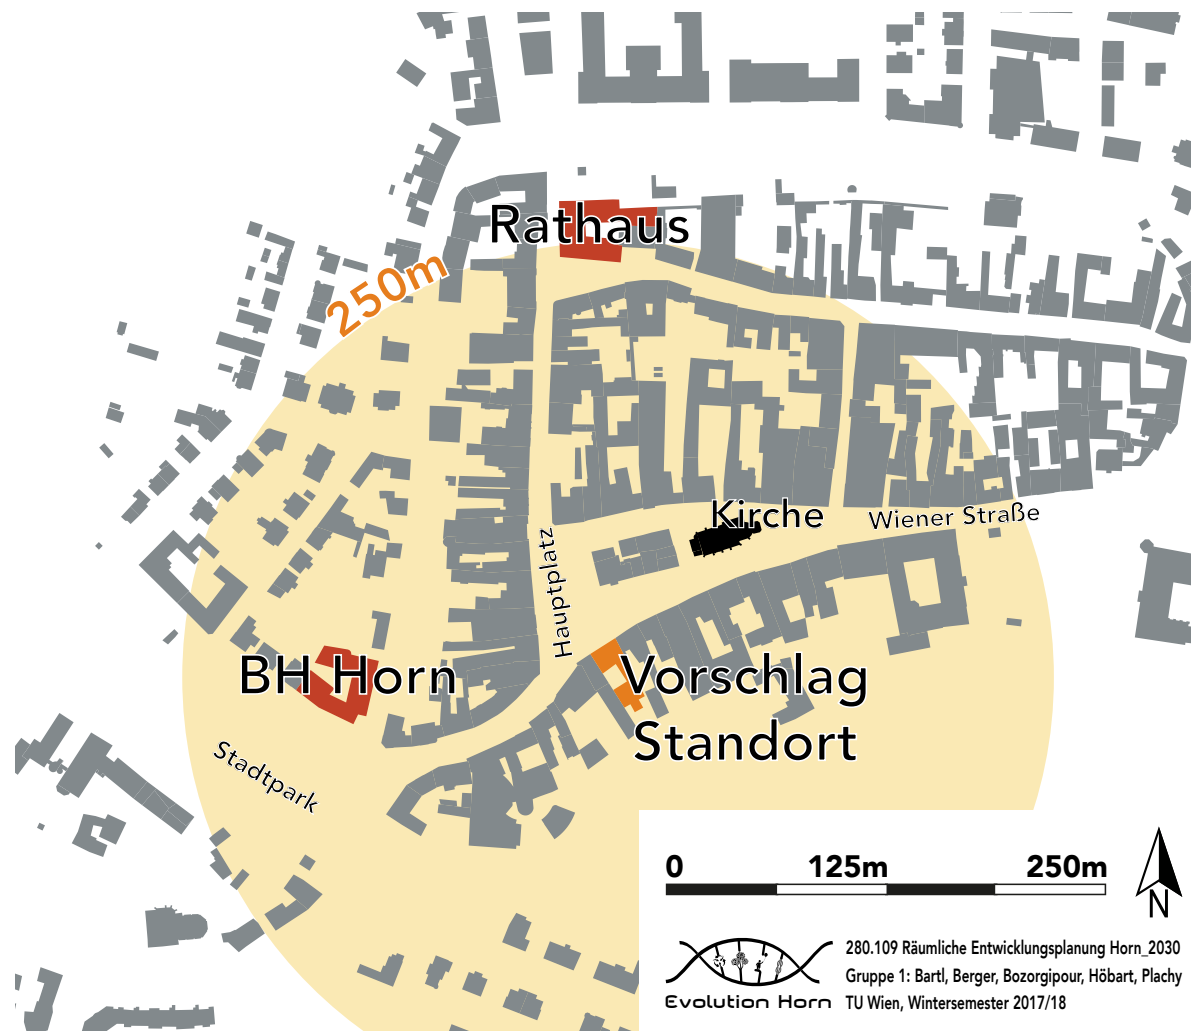 Rathaus
250m
Kirche
Wiener Straße
Hauptplatz
BH Horn
Vorschlag
Standort
Stadtpark
0 125m 250m
N
280.109 Räumliche Entwicklungsplanung Horn_2030
Gruppe 1: Bartl, Berger, Bozorgipour, Höbart, Plachy
TU Wien, Wintersemester 2017/18
Evolution Horn